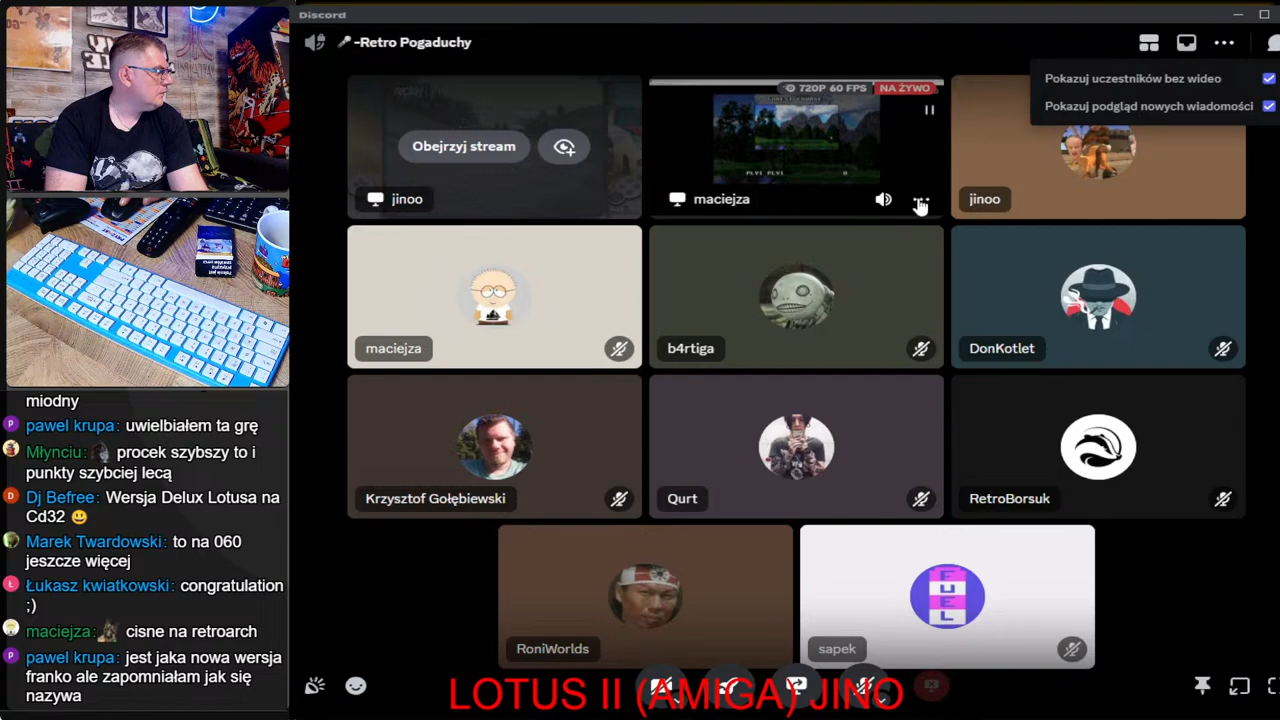 Discord
-Retro Pogaduchy
Pokazuj uczestników bez wideo
Pokazuj podgląd nowych wiadomości
720P 60 FPS
NA ŻYWO
Obejrzyj stream
jinoo
maciejza
jinoo
maciejza
b4rtiga
DonKotlet
Krzysztof Gołębiewski
Qurt
RetroBorsuk
FUEL
RoniWorlds
sapek
miodny
pawel krupa: uwielbiałem ta grę
Młynciu: procek szybszy to i
punkty szybciej lecą
Dj Befree: Wersja Delux Lotusa na
Cd32 😃
Marek Twardowski: to na 060
jeszcze więcej
Łukasz kwiatkowski: congratulation
;)
maciejza: cisne na retroarch
pawel krupa: jest jaka nowa wersja
franko ale zapomniałam jak się
nazywa
LOTUS II (AMIGA) JINO